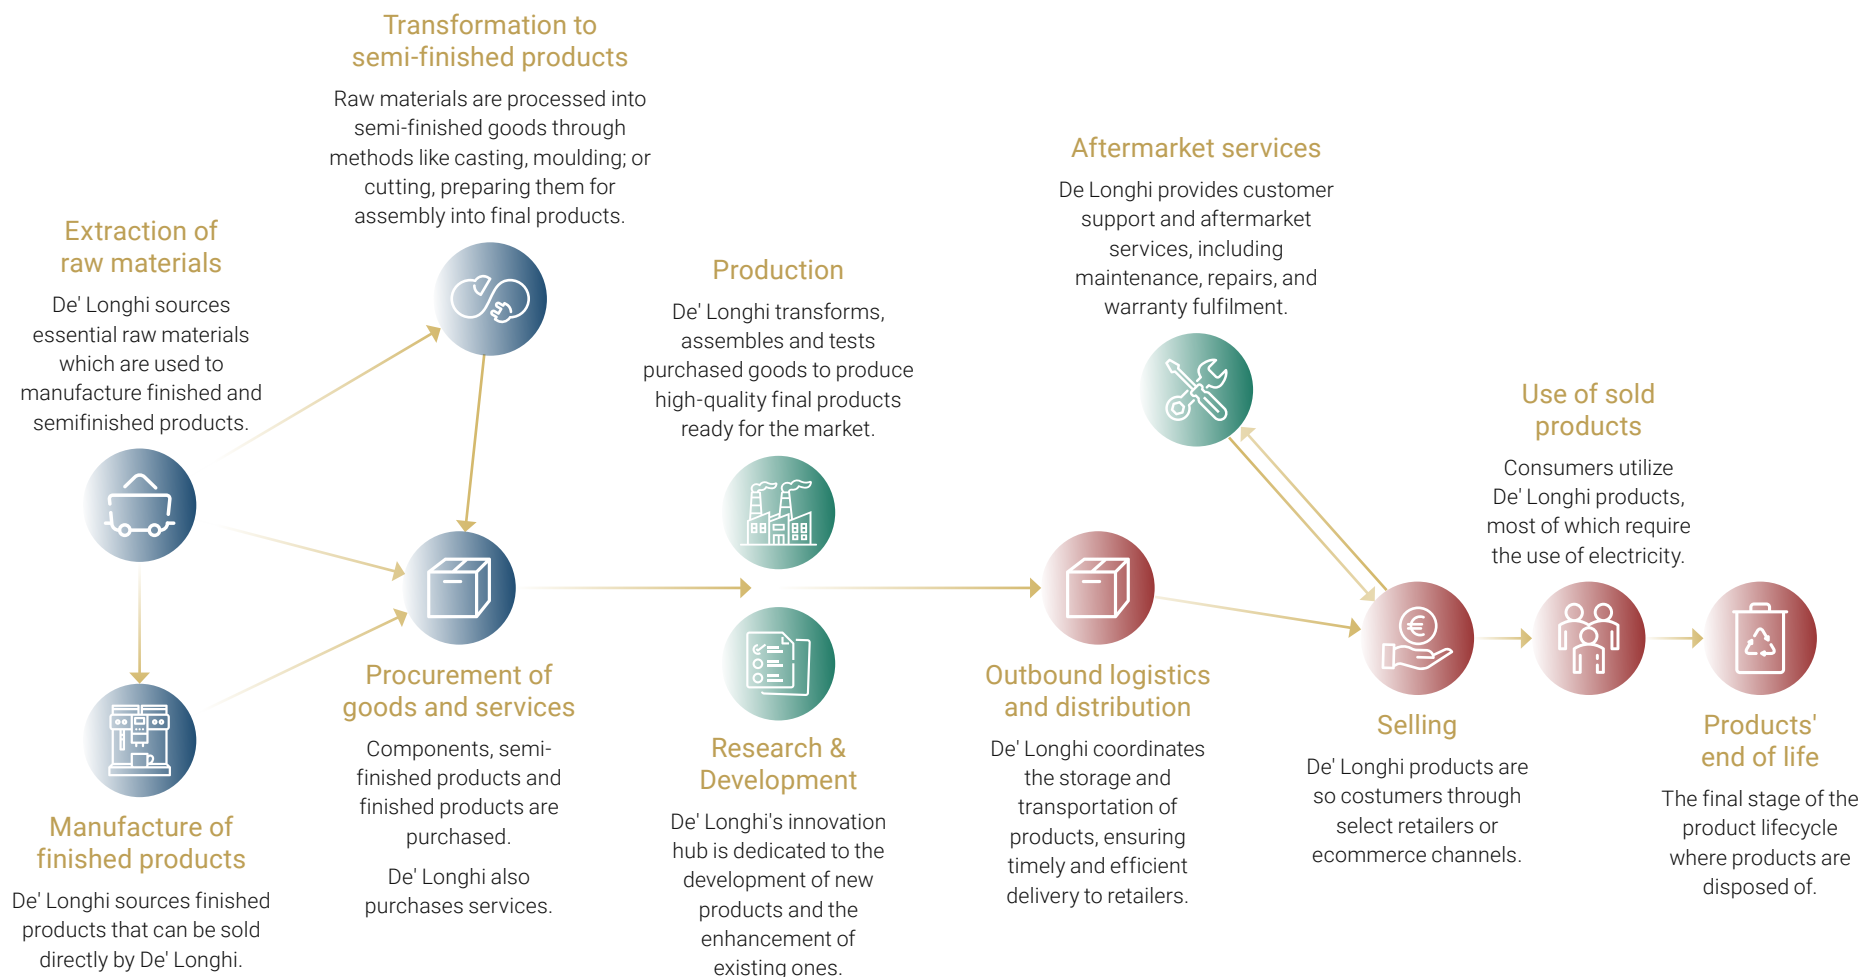 Transformation to
semi-finished products
Raw materials are processed into
semi-finished goods through
methods like casting, moulding; or
cutting, preparing them for
assembly into final products.
Extraction of
raw materials
De' Longhi sources
essential raw materials
which are used to
manufacture finished and
semifinished products.
Manufacture of
finished products
De' Longhi sources finished
products that can be sold
directly by De' Longhi.
Procurement of
goods and services
Components, semi-
finished products and
finished products are
purchased.
De' Longhi also
purchases services.
Production
De' Longhi transforms,
assembles and tests
purchased goods to produce
high-quality final products
ready for the market.
Research &
Development
De' Longhi's innovation
hub is dedicated to the
development of new
products and the
enhancement of
existing ones.
Outbound logistics
and distribution
De' Longhi coordinates
the storage and
transportation of
products, ensuring
timely and efficient
delivery to retailers.
Aftermarket services
De Longhi provides customer
support and aftermarket
services, including
maintenance, repairs, and
warranty fulfilment.
€
Selling
De' Longhi products are
so costumers through
select retailers or
ecommerce channels.
Use of sold
products
Consumers utilize
De' Longhi products,
most of which require
the use of electricity.
Products'
end of life
The final stage of the
product lifecycle
where products are
disposed of.